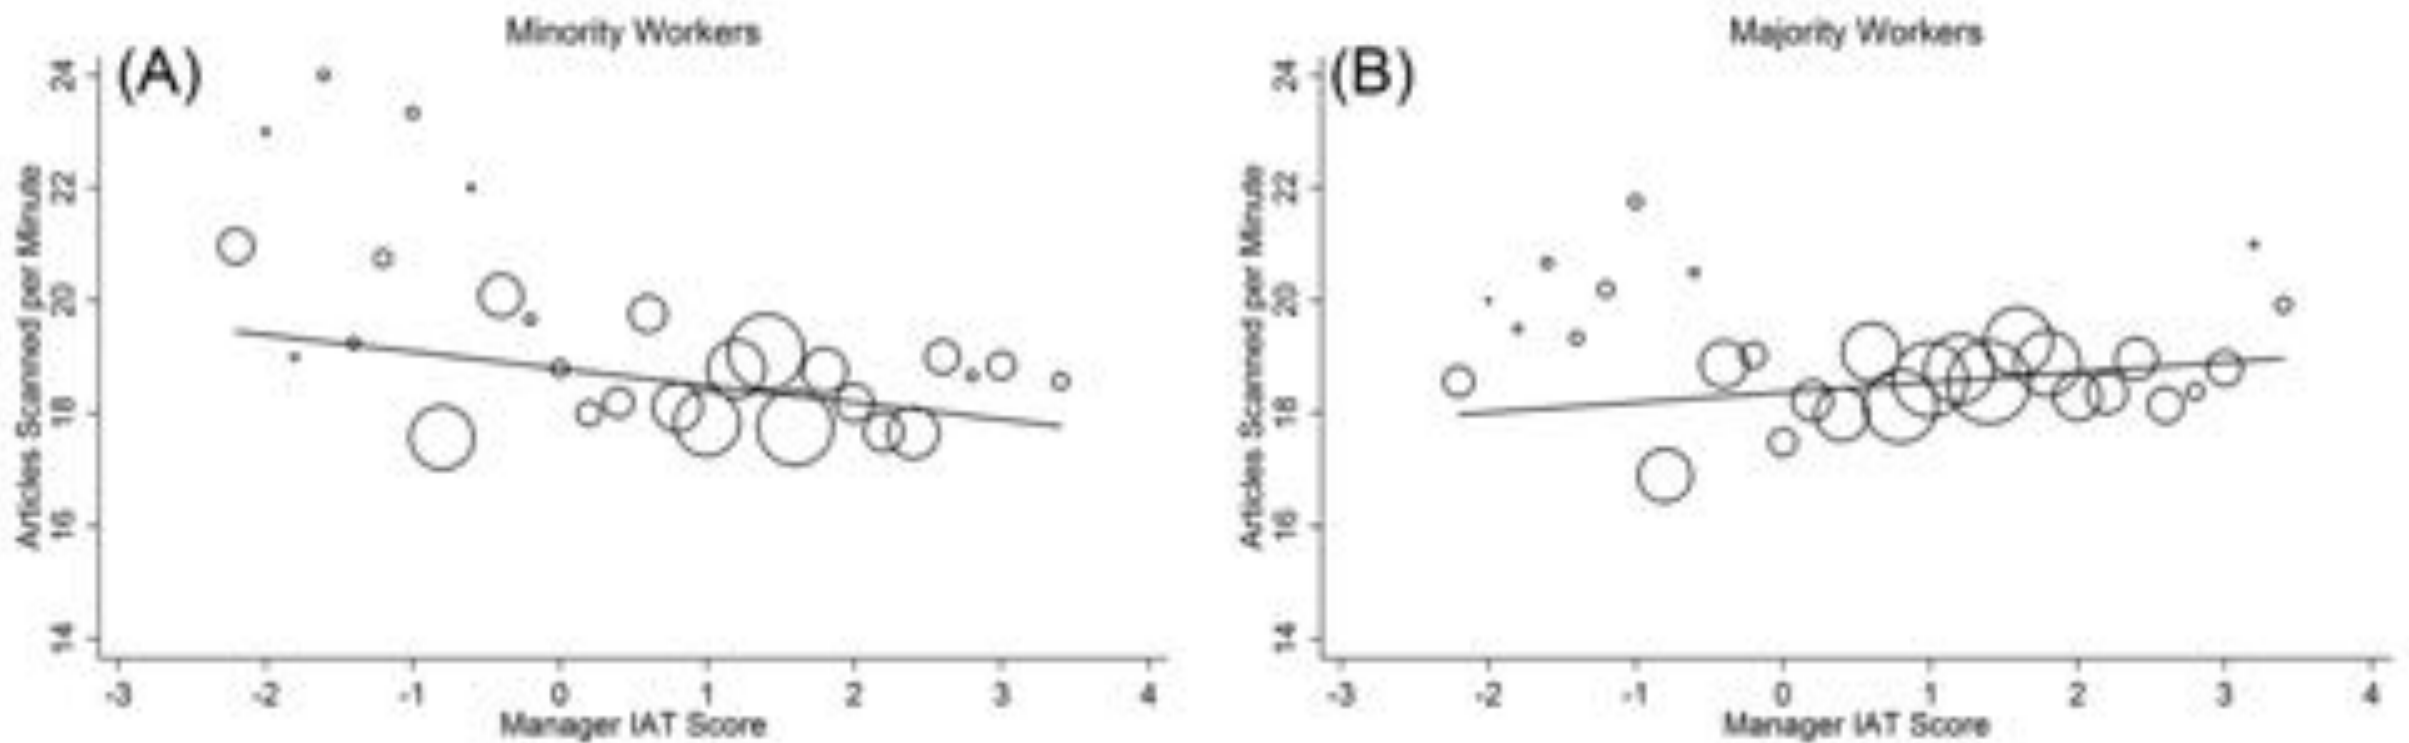 Minority Workers
(A)
Articles Scanned per Minute
24
22
20
18
16
14
-3 -2 -1 0 1 2 3 4
Manager IAT Score
Majority Workers
(B)
Articles Scanned per Minute
24
22
20
18
16
14
-3 -2 -1 0 1 2 3 4
Manager IAT Score